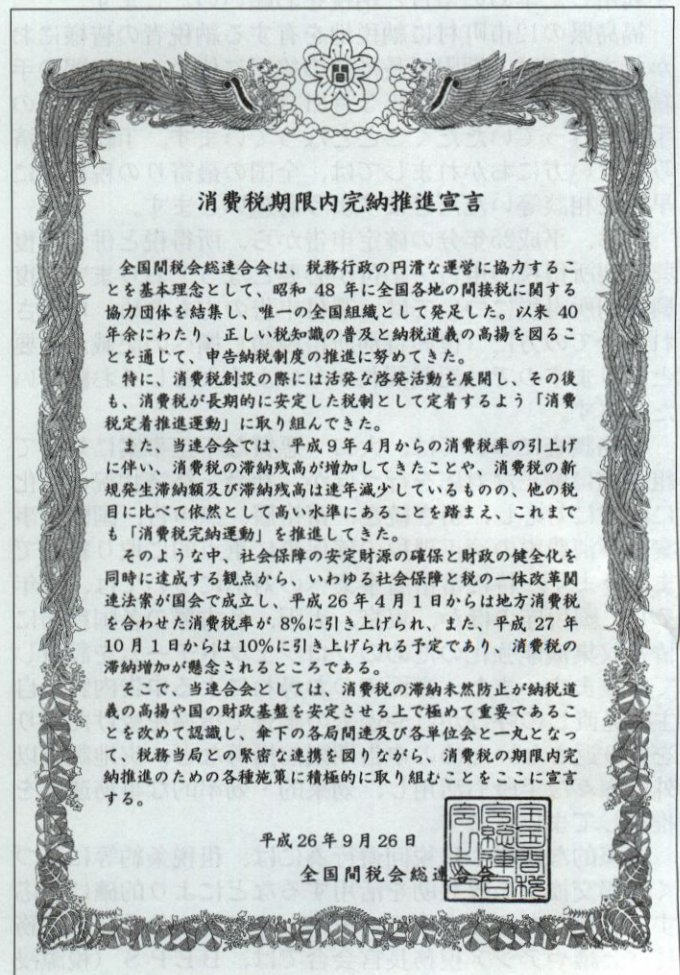 間
消費税期限内完納推進宣言
全国間税会総連合会は、税務行政の円滑な運営に協力するこ
とを基本理念として、昭和 48 年に全国各地の間接税に関する
協力団体を結集し、唯一の全国組織として発足した。以来 40
年余にわたり、正しい税知識の普及と納税道義の高揚を図るこ
とを通じて、申告納税制度の推進に努めてきた。
特に、消費税創設の際には活発な啓発活動を展開し、その後
も、消費税が長期的に安定した税制として定着するよう「消費
税定着推進運動」に取り組んできた。
また、当連合会では、平成9年4月からの消費税率の引上げ
に伴い、消費税の滞納残高が増加してきたことや、消費税の新
規発生滞納額及び滞納残高は連年減少しているものの、他の税
目に比べて依然として高い水準にあることを踏まえ、これまで
も「消費税完納運動」を推進してきた。
そのような中、社会保障の安定財源の確保と財政の健全化を
同時に達成する観点から、いわゆる社会保障と税の一体改革関
連法案が国会で成立し、平成 26 年4月1日からは地方消費税
を合わせた消費税率が 8%に引き上げられ、また、平成 27 年
10 月1日からは 10%に引き上げられる予定であり、消費税の
滞納増加が懸念されるところである。
そこで、当連合会としては、消費税の滞納未然防止が納税道
義の高揚や国の財政基盤を安定させる上で極めて重要であるこ
とを改めて認識し、傘下の各局間連及び各単位会と一丸となっ
て、税務当局との緊密な連携を図りながら、消費税の期限内完
納推進のための各種施策に積極的に取り組むことをここに宣言
する。
平成26年9月26日
全国間税会総連合会